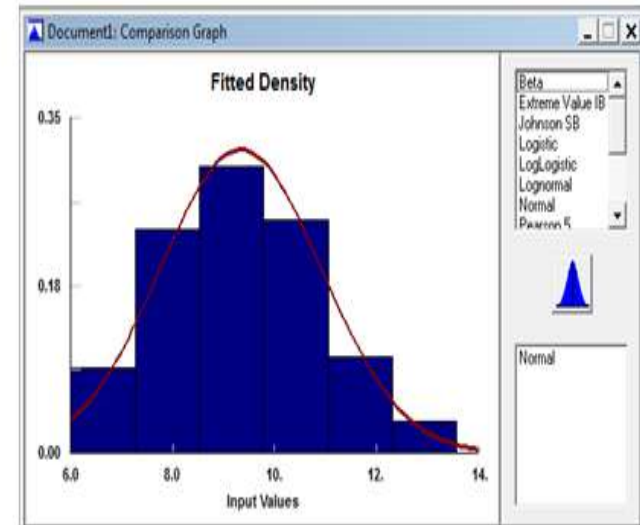 Document1: Comparison Graph
Fitted Density
0.35
0.18
0.00
6.0 8.0 10. 12. 14.
Input Values
Beta
Extreme Value IB
Johnson SB
Logistic
LogLogistic
Lognormal
Normal
Pearson 5
Normal